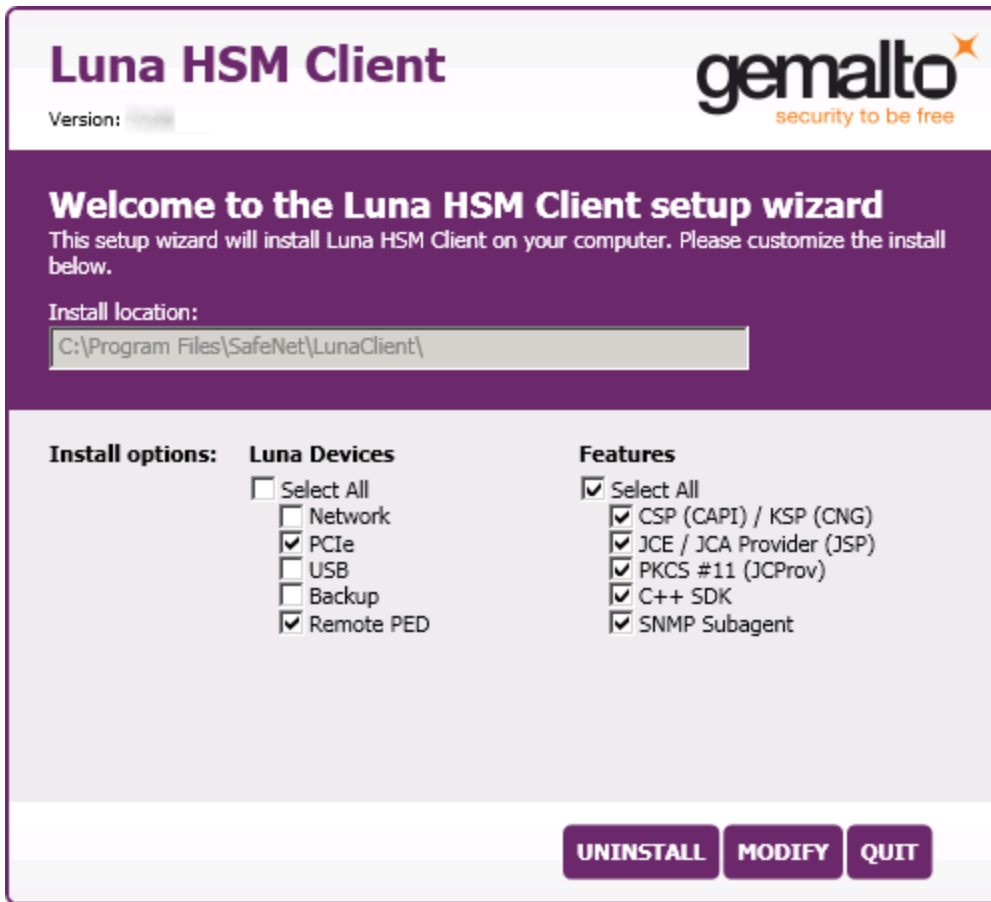 Luna HSM Client
gemalto
security to be free
Version:
Welcome to the Luna HSM Client setup wizard
This setup wizard will install Luna HSM Client on your computer. Please customize the install
below.
Install location:
C:\Program Files\SafeNet\LunaClient\
Install options:
Luna Devices
Select All
Network
PCIe
USB
Backup
Remote PED
Features
Select All
CSP (CAPI) / KSP (CNG)
JCE / JCA Provider (JSP)
PKCS #11 (JCProv)
C++ SDK
SNMP Subagent
UNINSTALL
MODIFY
QUIT